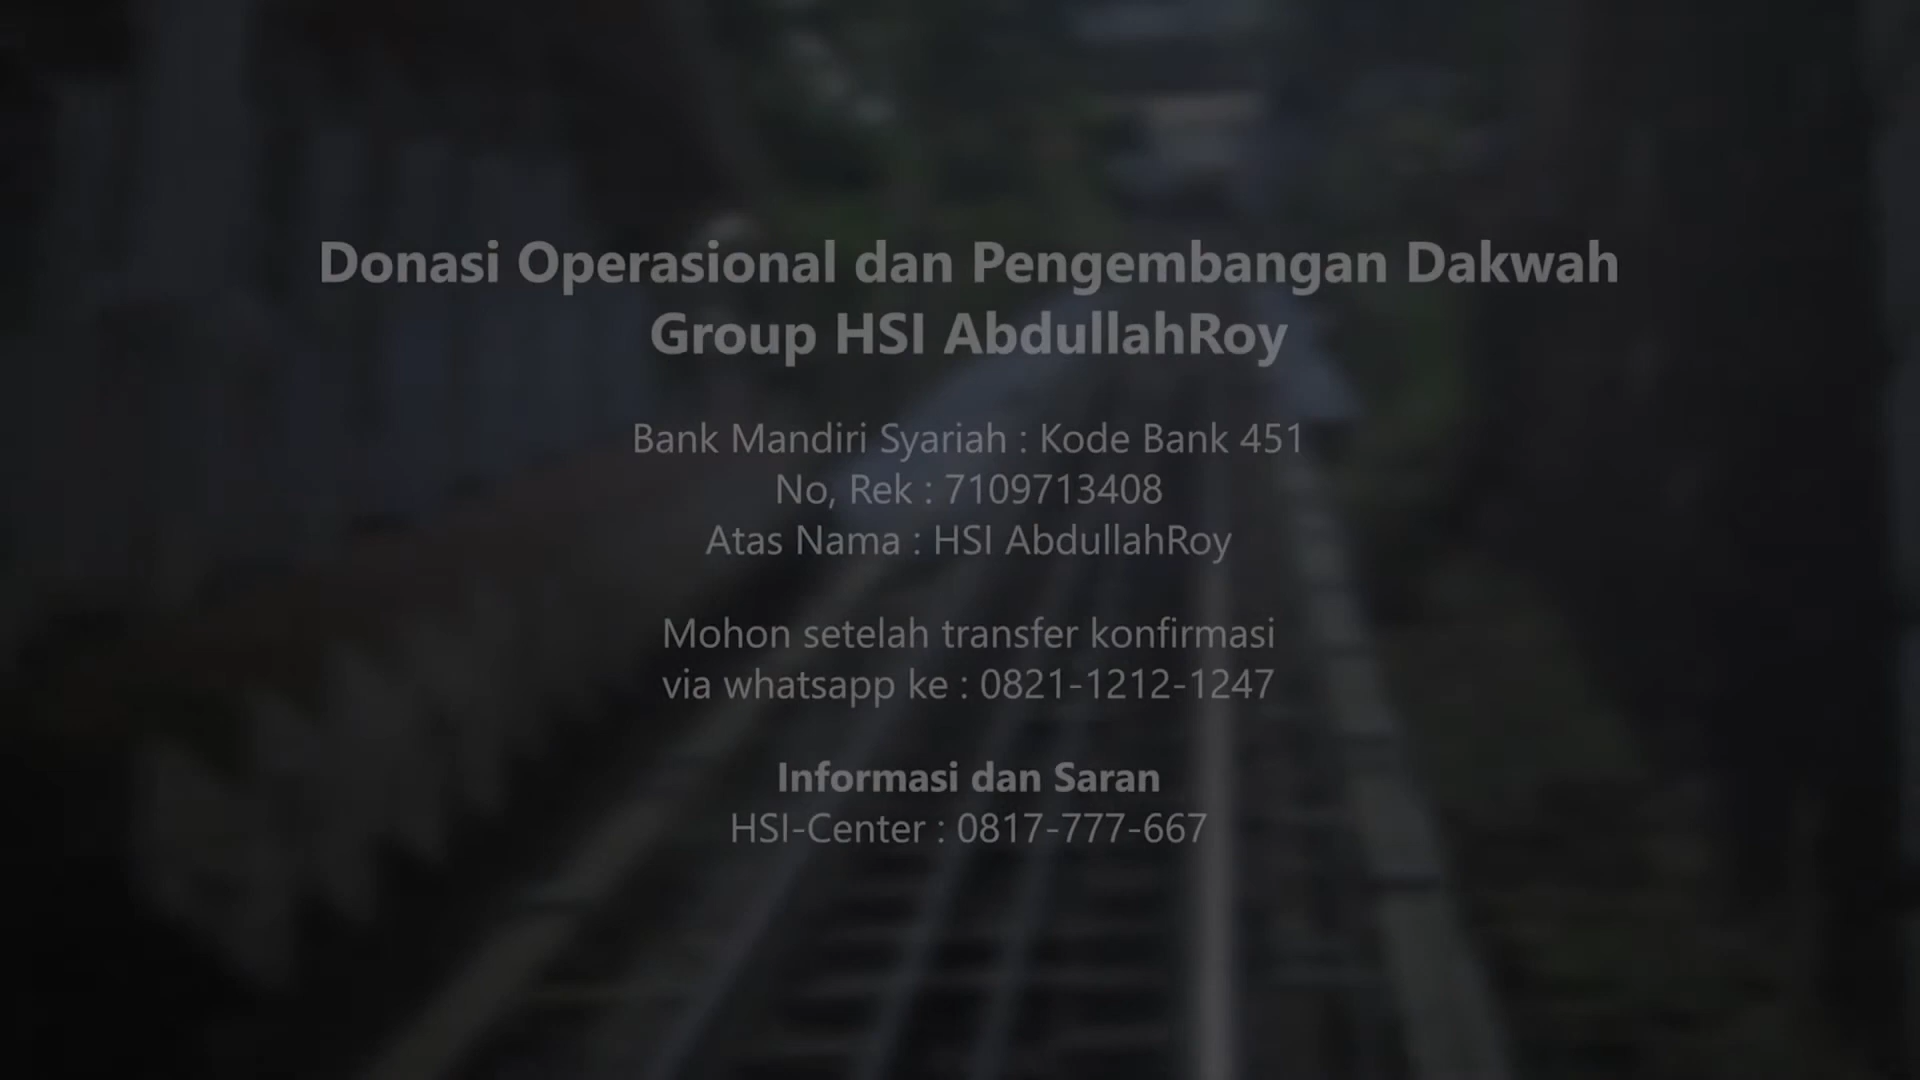 Donasi Operasional dan Pengembangan Dakwah
Group HSI AbdullahRoy
Bank Mandiri Syariah : Kode Bank 451
No, Rek : 7109713408
Atas Nama : HSI AbdullahRoy
Mohon setelah transfer konfirmasi
via whatsapp ke : 0821-1212-1247
Informasi dan Saran
HSI-Center : 0817-777-667